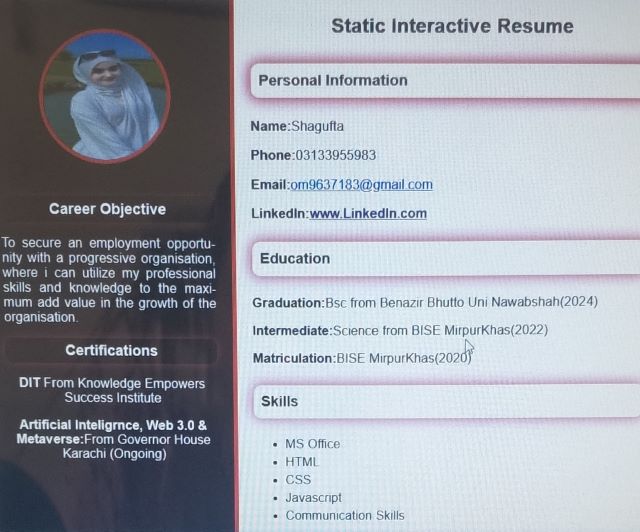 Career Objective
To secure an employment opportu-
nity with a progressive organisation,
where i can utilize my professional
skills and knowledge to the maxi-
mum add value in the growth of the
organisation.
Certifications
DIT From Knowledge Empowers
Success Institute
Artificial Inteligrnce, Web 3.0 &
Metaverse:From Governor House
Karachi (Ongoing)
Static Interactive Resume
Personal Information
Name:Shagufta
Phone:03133955983
Email:om9637183@gmail.com
LinkedIn:www.LinkedIn.com
Education
Graduation:Bsc from Benazir Bhutto Uni Nawabshah(2024)
Intermediate:Science from BISE MirpurKhas(2022)
Matriculation:BISE MirpurKhas(2020)
Skills
• MS Office
• HTML
• CSS
• Javascript
• Communication Skills